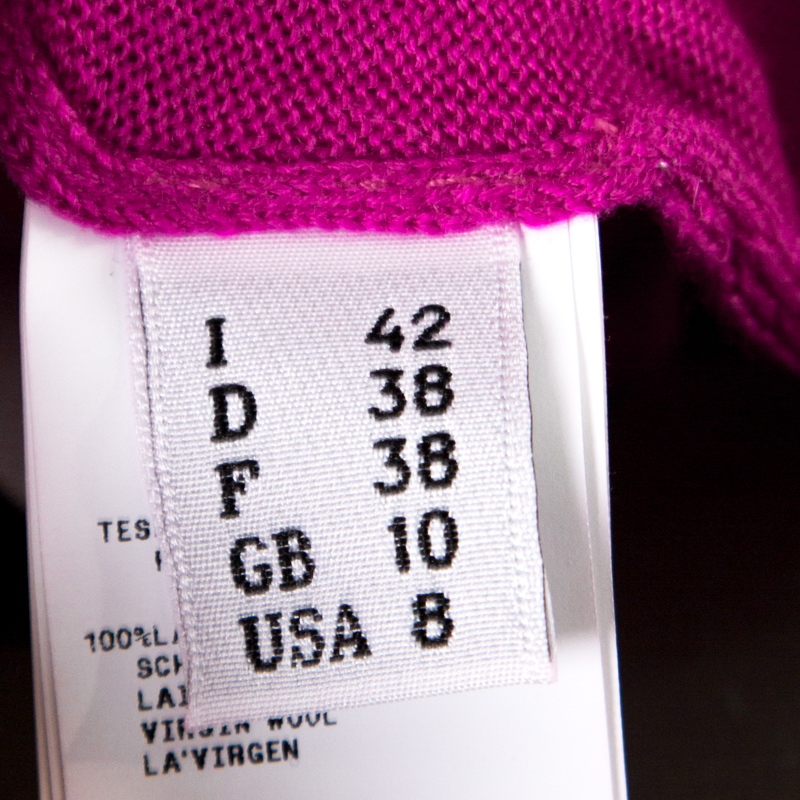 I 42
D 38
F 38
GB 10
USA 8
TES
100%LA
SCH
LAI
VIRGIN WOOL
LA'VIRGEN